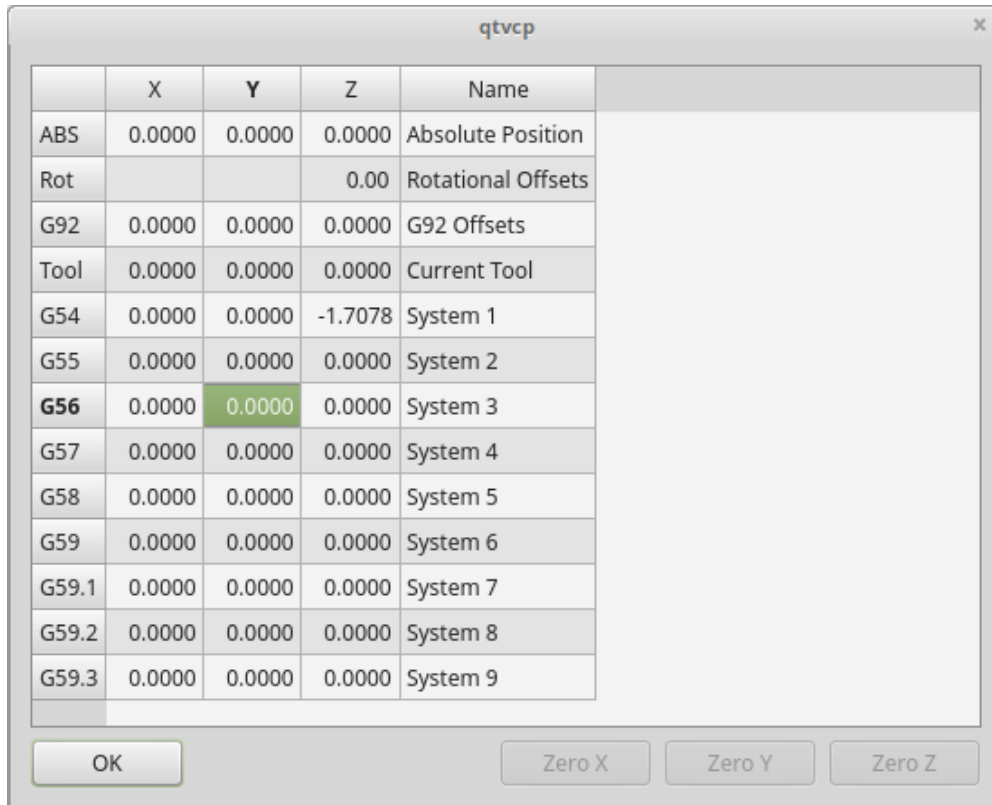 qtvcp ×
X Y Z Name
ABS 0.0000 0.0000 0.0000 Absolute Position
Rot 0.00 Rotational Offsets
G92 0.0000 0.0000 0.0000 G92 Offsets
Tool 0.0000 0.0000 0.0000 Current Tool
G54 0.0000 0.0000 -1.7078 System 1
G55 0.0000 0.0000 0.0000 System 2
G56 0.0000 0.0000 0.0000 System 3
G57 0.0000 0.0000 0.0000 System 4
G58 0.0000 0.0000 0.0000 System 5
G59 0.0000 0.0000 0.0000 System 6
G59.1 0.0000 0.0000 0.0000 System 7
G59.2 0.0000 0.0000 0.0000 System 8
G59.3 0.0000 0.0000 0.0000 System 9
OK Zero X Zero Y Zero Z